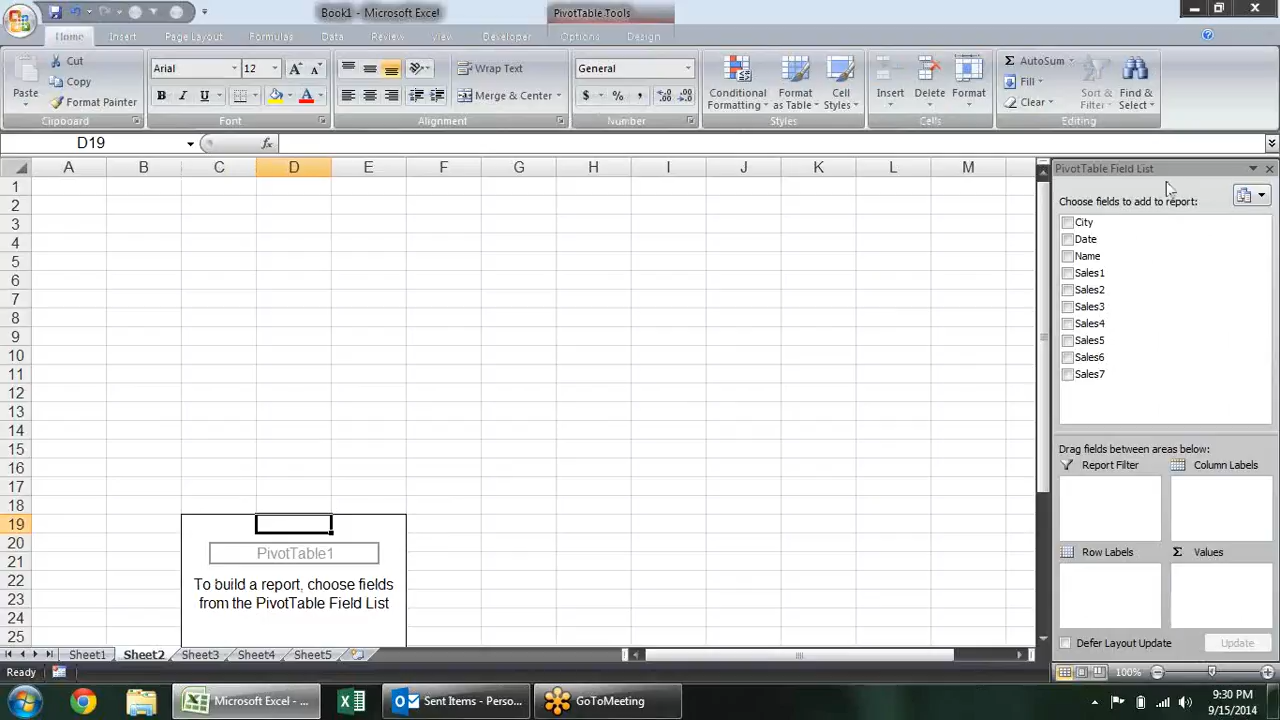 Book1 - Microsoft Excel
PivotTable Tools
Home Insert Page Layout Formulas Data Review View Developer Options Design
Paste
Cut
Copy
Format Painter
Clipboard
Arial 12
B I U
Font
Wrap Text
Merge & Center
Alignment
General
$ % ,
Number
Conditional Formatting
Format as Table
Cell Styles
Styles
Insert
Delete
Format
Cells
AutoSum
Fill
Clear
Sort & Filter
Find & Select
Editing
D19
fx
A B C D E F G H I J K L M
1
2
3
4
5
6
7
8
9
10
11
12
13
14
15
16
17
18
19
20
21
22
23
24
25
PivotTable1
To build a report, choose fields
from the PivotTable Field List
PivotTable Field List
Choose fields to add to report:
City
Date
Name
Sales1
Sales2
Sales3
Sales4
Sales5
Sales6
Sales7
Drag fields between areas below:
Report Filter
Column Labels
Row Labels
Σ Values
Defer Layout Update
Update
Sheet1 Sheet2 Sheet3 Sheet4 Sheet5
Ready
100%
Microsoft Excel - ...
Sent Items - Perso...
GoToMeeting
9:30 PM
9/15/2014